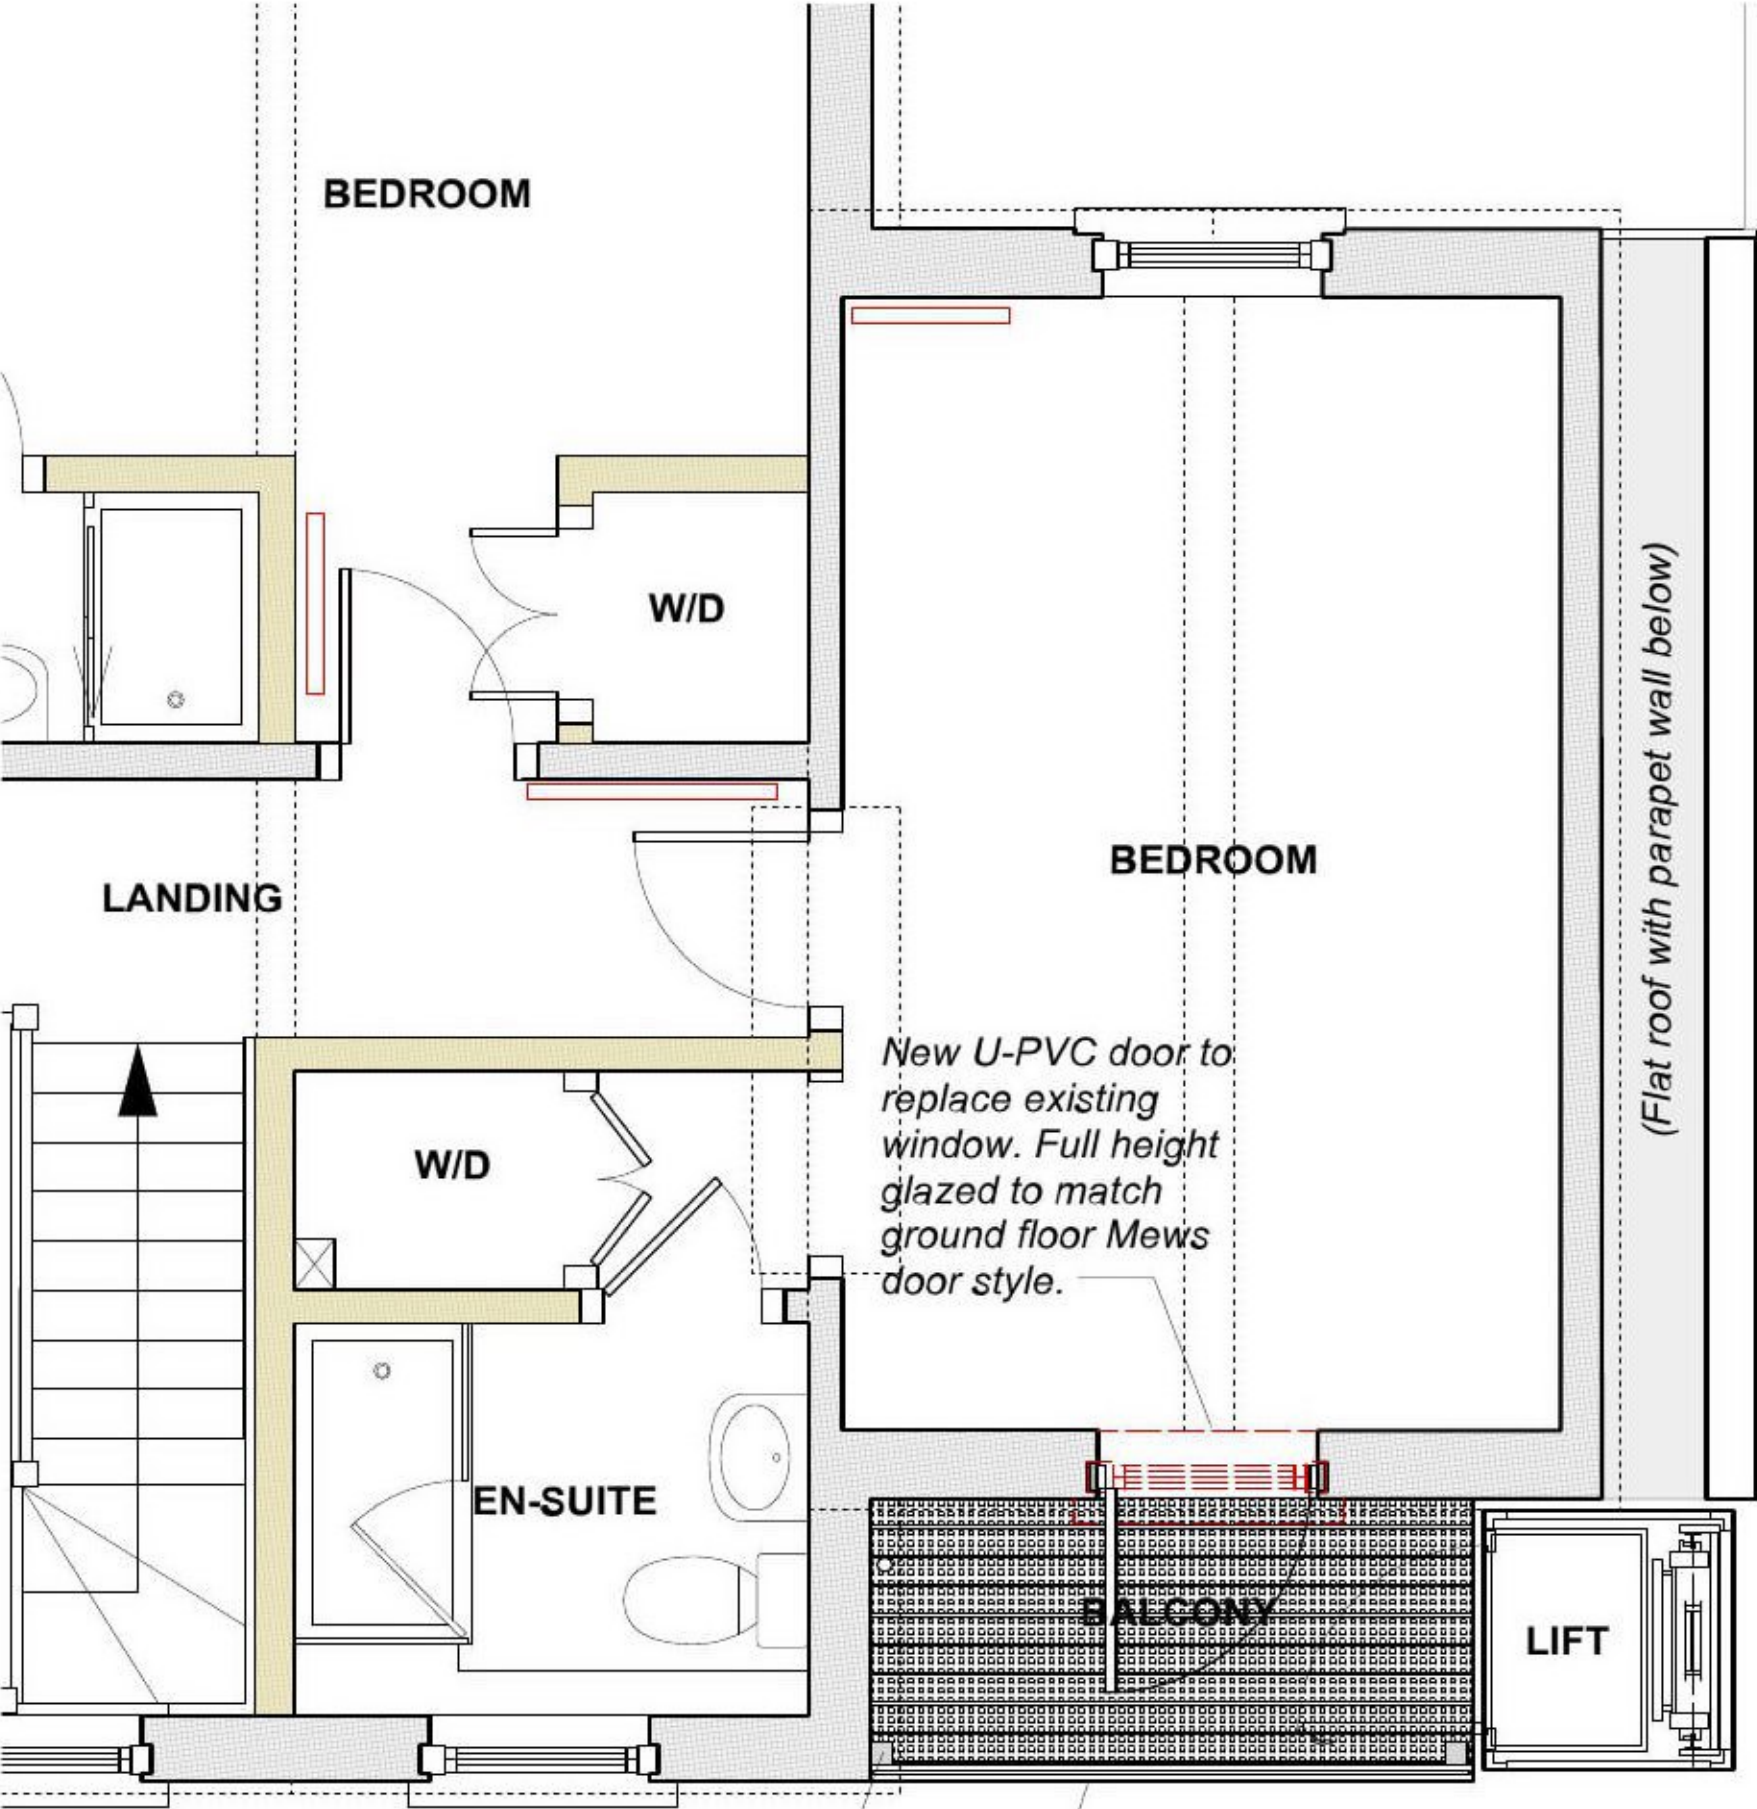 BEDROOM
W/D
(Flat roof with parapet wall below)
BEDROOM
LANDING
New U-PVC door to
replace existing
window. Full height
glazed to match
ground floor Mews
door style.
W/D
EN-SUITE
BALCONY
LIFT